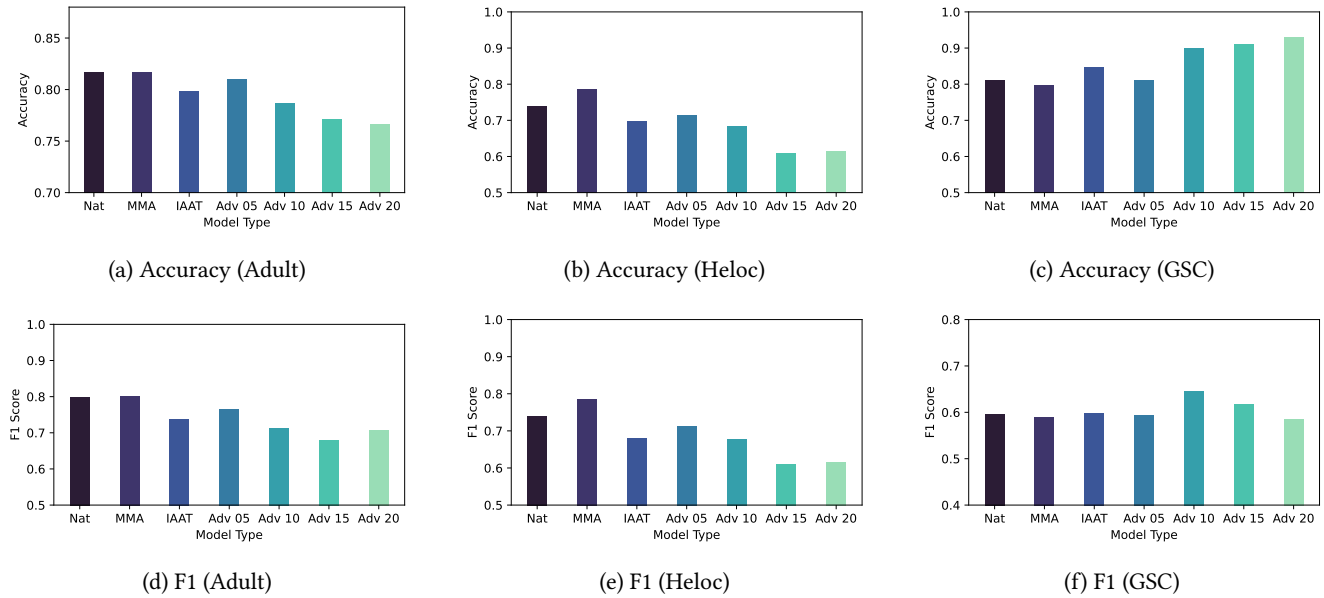 0.85
0.80
0.75
0.70
Accuracy
Nat MMA IAAT Adv 05 Adv 10 Adv 15 Adv 20
Model Type
(a) Accuracy (Adult)
1.0
0.9
0.8
0.7
0.6
0.5
Accuracy
Nat MMA IAAT Adv 05 Adv 10 Adv 15 Adv 20
Model Type
(b) Accuracy (Heloc)
1.0
0.9
0.8
0.7
0.6
0.5
Accuracy
Nat MMA IAAT Adv 05 Adv 10 Adv 15 Adv 20
Model Type
(c) Accuracy (GSC)
1.0
0.9
0.8
0.7
0.6
0.5
F1 Score
Nat MMA IAAT Adv 05 Adv 10 Adv 15 Adv 20
Model Type
(d) F1 (Adult)
1.0
0.9
0.8
0.7
0.6
0.5
F1 Score
Nat MMA IAAT Adv 05 Adv 10 Adv 15 Adv 20
Model Type
(e) F1 (Heloc)
0.8
0.7
0.6
0.5
0.4
F1 Score
Nat MMA IAAT Adv 05 Adv 10 Adv 15 Adv 20
Model Type
(f) F1 (GSC)